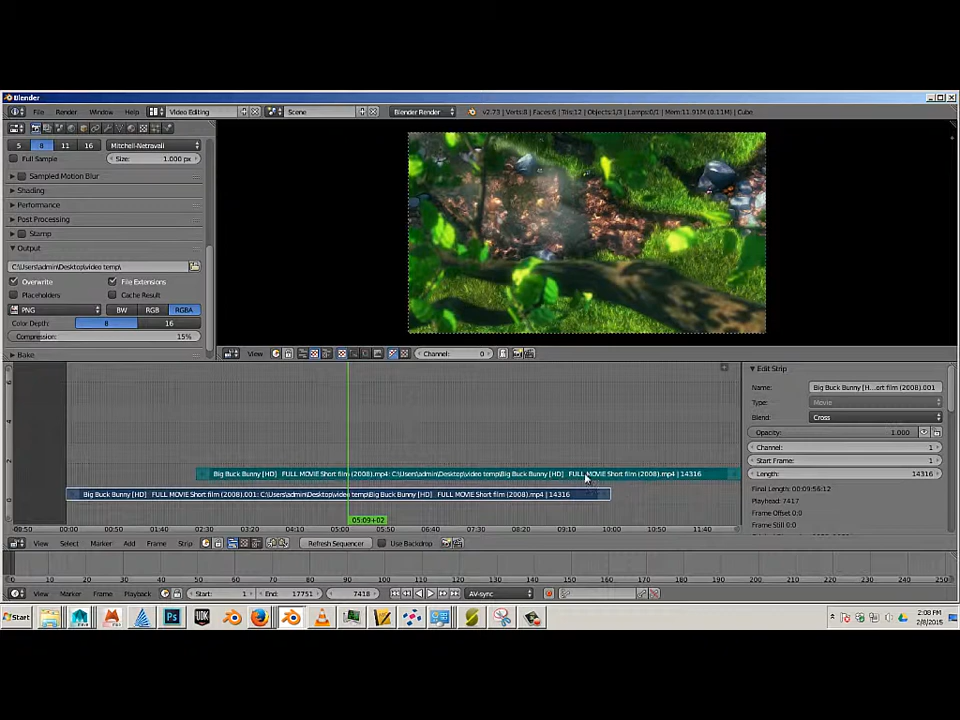 Blender
File Render Window Video Editing Scene Blender Render v2.73 | Verts:8 | Faces:6 | Tris:12 | Objects:1/3 | Lamps:0/1 | Mem:11.91M (0.11M) | Cube
5 8 11 16 Mitchell-Netravali
Full Sample Size: 1.000 px
Sampled Motion Blur
Shading
Performance
Post Processing
Stamp
Output
C:\Users\admin\Desktop\video temp\
Overwrite File Extensions
Placeholders Cache Result
PNG BW RGB RGBA
Color Depth: 8 16
Compression: 15%
Bake
View Channel: 0
Edit Strip
Name: Big Buck Bunny [H...ort film (2008).001
Type: Movie
Blend: Cross
Opacity: 1.000
Channel: 1
Start Frame: 1
Length: 14316
Final Length: 00:09:56:12
Playhead: 7417
Frame Offset 0:0
Frame Still 0:0
6
4
2
0
Big Buck Bunny [HD] FULL MOVIE Short film (2008).mp4: C:\Users\admin\Desktop\video temp\Big Buck Bunny [HD] FULL MOVIE Short film (2008).mp4 | 14316
Big Buck Bunny [HD] FULL MOVIE Short film (2008).001: C:\Users\admin\Desktop\video temp\Big Buck Bunny [HD] FULL MOVIE Short film (2008).mp4 | 14316
05:09+02
-00:50 00:00 00:50 01:40 02:30 03:20 04:10 05:00 05:50 06:40 07:30 08:20 09:10 10:00 10:50 11:40
View Select Marker Add Frame Strip Refresh Sequencer Use Backdrop
0 10 20 30 40 50 60 70 80 90 100 110 120 130 140 150 160 170 180 190 200 210 220 230 240 250
View Marker Frame Playback Start: 1 End: 17751 7418 AV-sync
Start Ps UDK 2:08 PM
2/8/2015